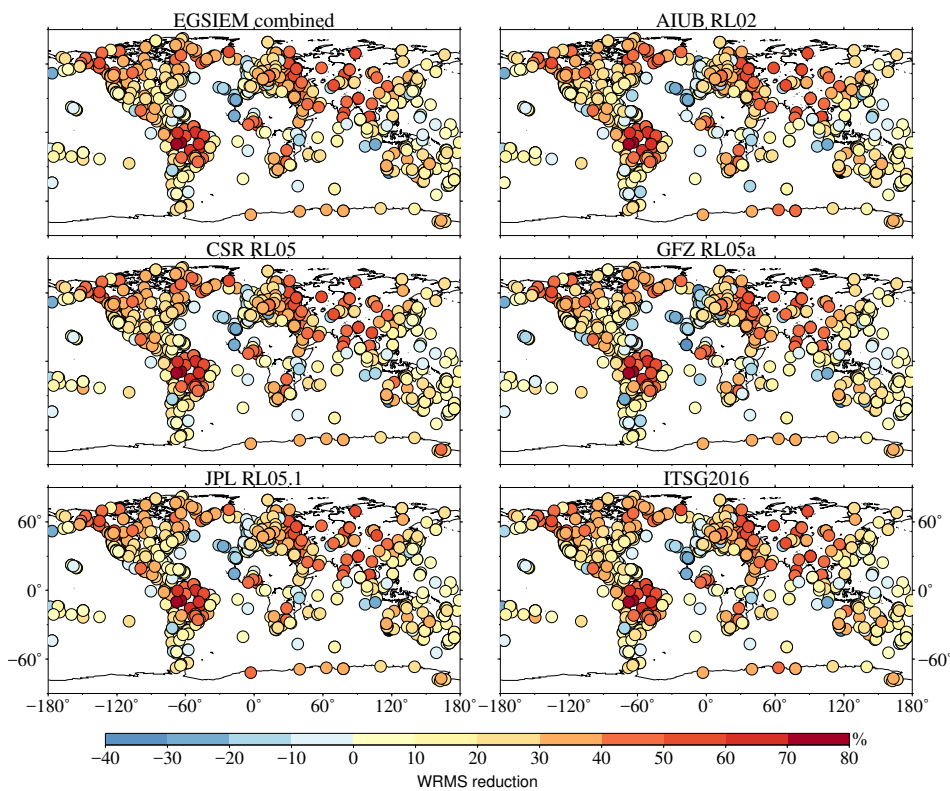 EGSIEM combined AIUB RL02
CSR RL05 GFZ RL05a
JPL RL05.1 ITSG2016
60°
0°
−60°
60°
0°
−60°
−180° −120° −60° 0° 60° 120° 180° −180° −120° −60° 0° 60° 120° 180°
−40 −30 −20 −10 0 10 20 30 40 50 60 70 80 %
WRMS reduction